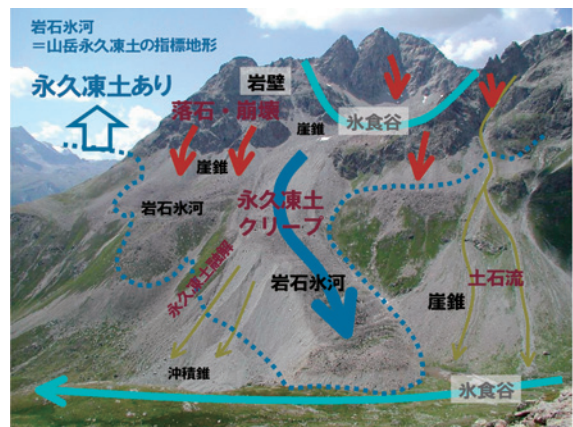 岩石氷河
＝山岳永久凍土の指標地形
永久凍土あり
岩壁
落石・崩壊
崖錐
氷食谷
崖錐
岩石氷河
永久凍土
クリープ
永久凍土融解
岩石氷河
崖錐
土石流
沖積錐
氷食谷